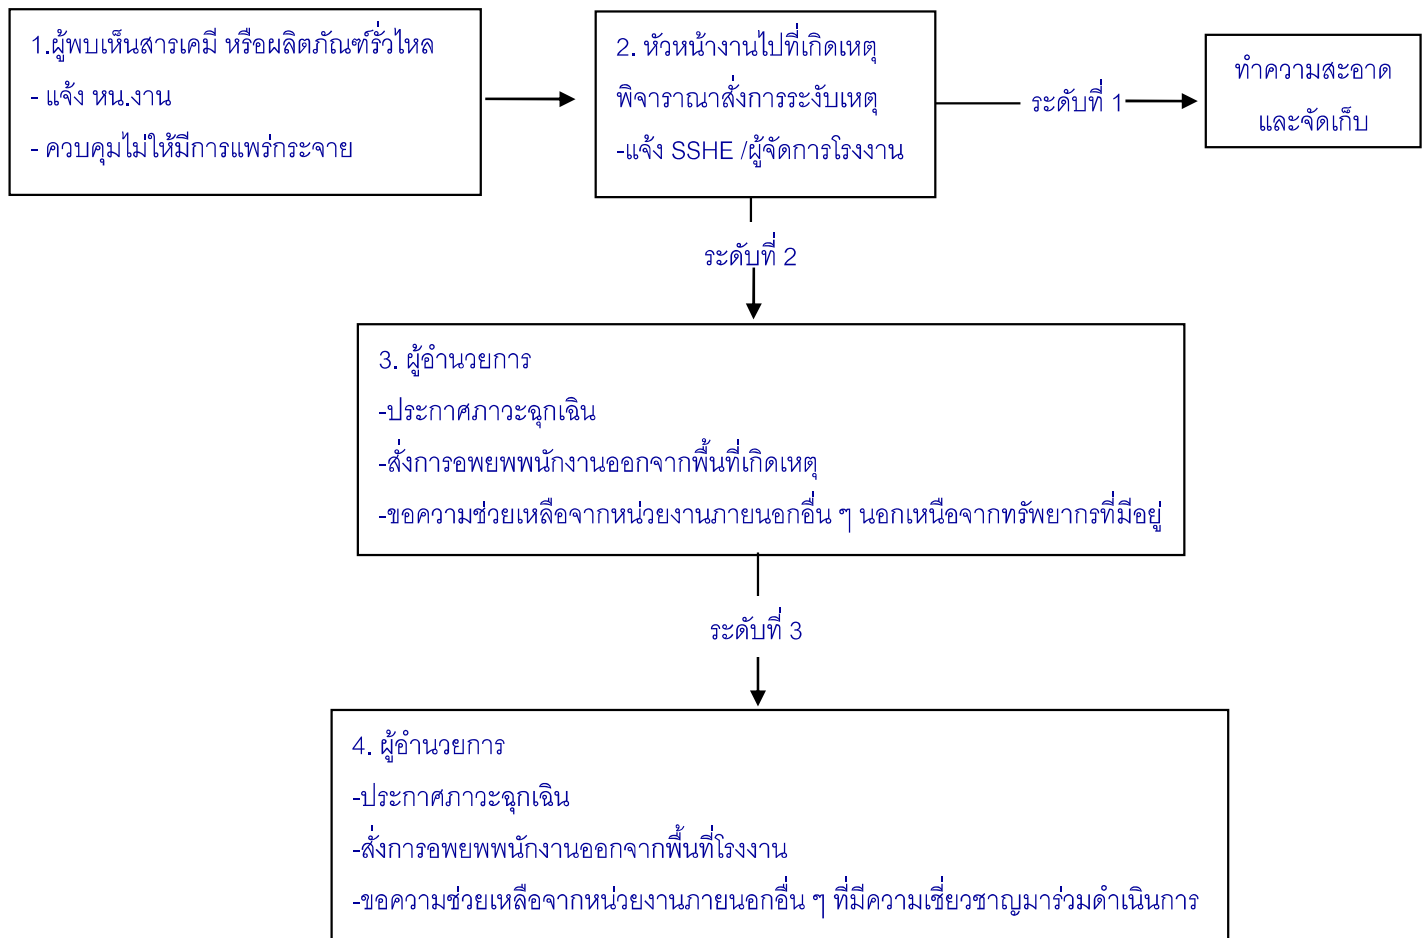 1.ผู้พบเห็นสารเคมี หรือผลิตภัณฑ์รั่วไหล
- แจ้ง หน.งาน
- ควบคุมไม่ให้มีการแพร่กระจาย
2. หัวหน้างานไปที่เกิดเหตุ
พิจาราณาสั่งการระงับเหตุ
-แจ้ง SSHE /ผู้จัดการโรงงาน
ระดับที่ 1
ทำความสะอาด
และจัดเก็บ
ระดับที่ 2
3. ผู้อำนวยการ
-ประกาศภาวะฉุกเฉิน
-สั่งการอพยพพนักงานออกจากพื้นที่เกิดเหตุ
-ขอความช่วยเหลือจากหน่วยงานภายนอกอื่น ๆ นอกเหนือจากทรัพยากรที่มีอยู่
ระดับที่ 3
4. ผู้อำนวยการ
-ประกาศภาวะฉุกเฉิน
-สั่งการอพยพพนักงานออกจากพื้นที่โรงงาน
-ขอความช่วยเหลือจากหน่วยงานภายนอกอื่น ๆ ที่มีความเชี่ยวชาญมาร่วมดำเนินการ